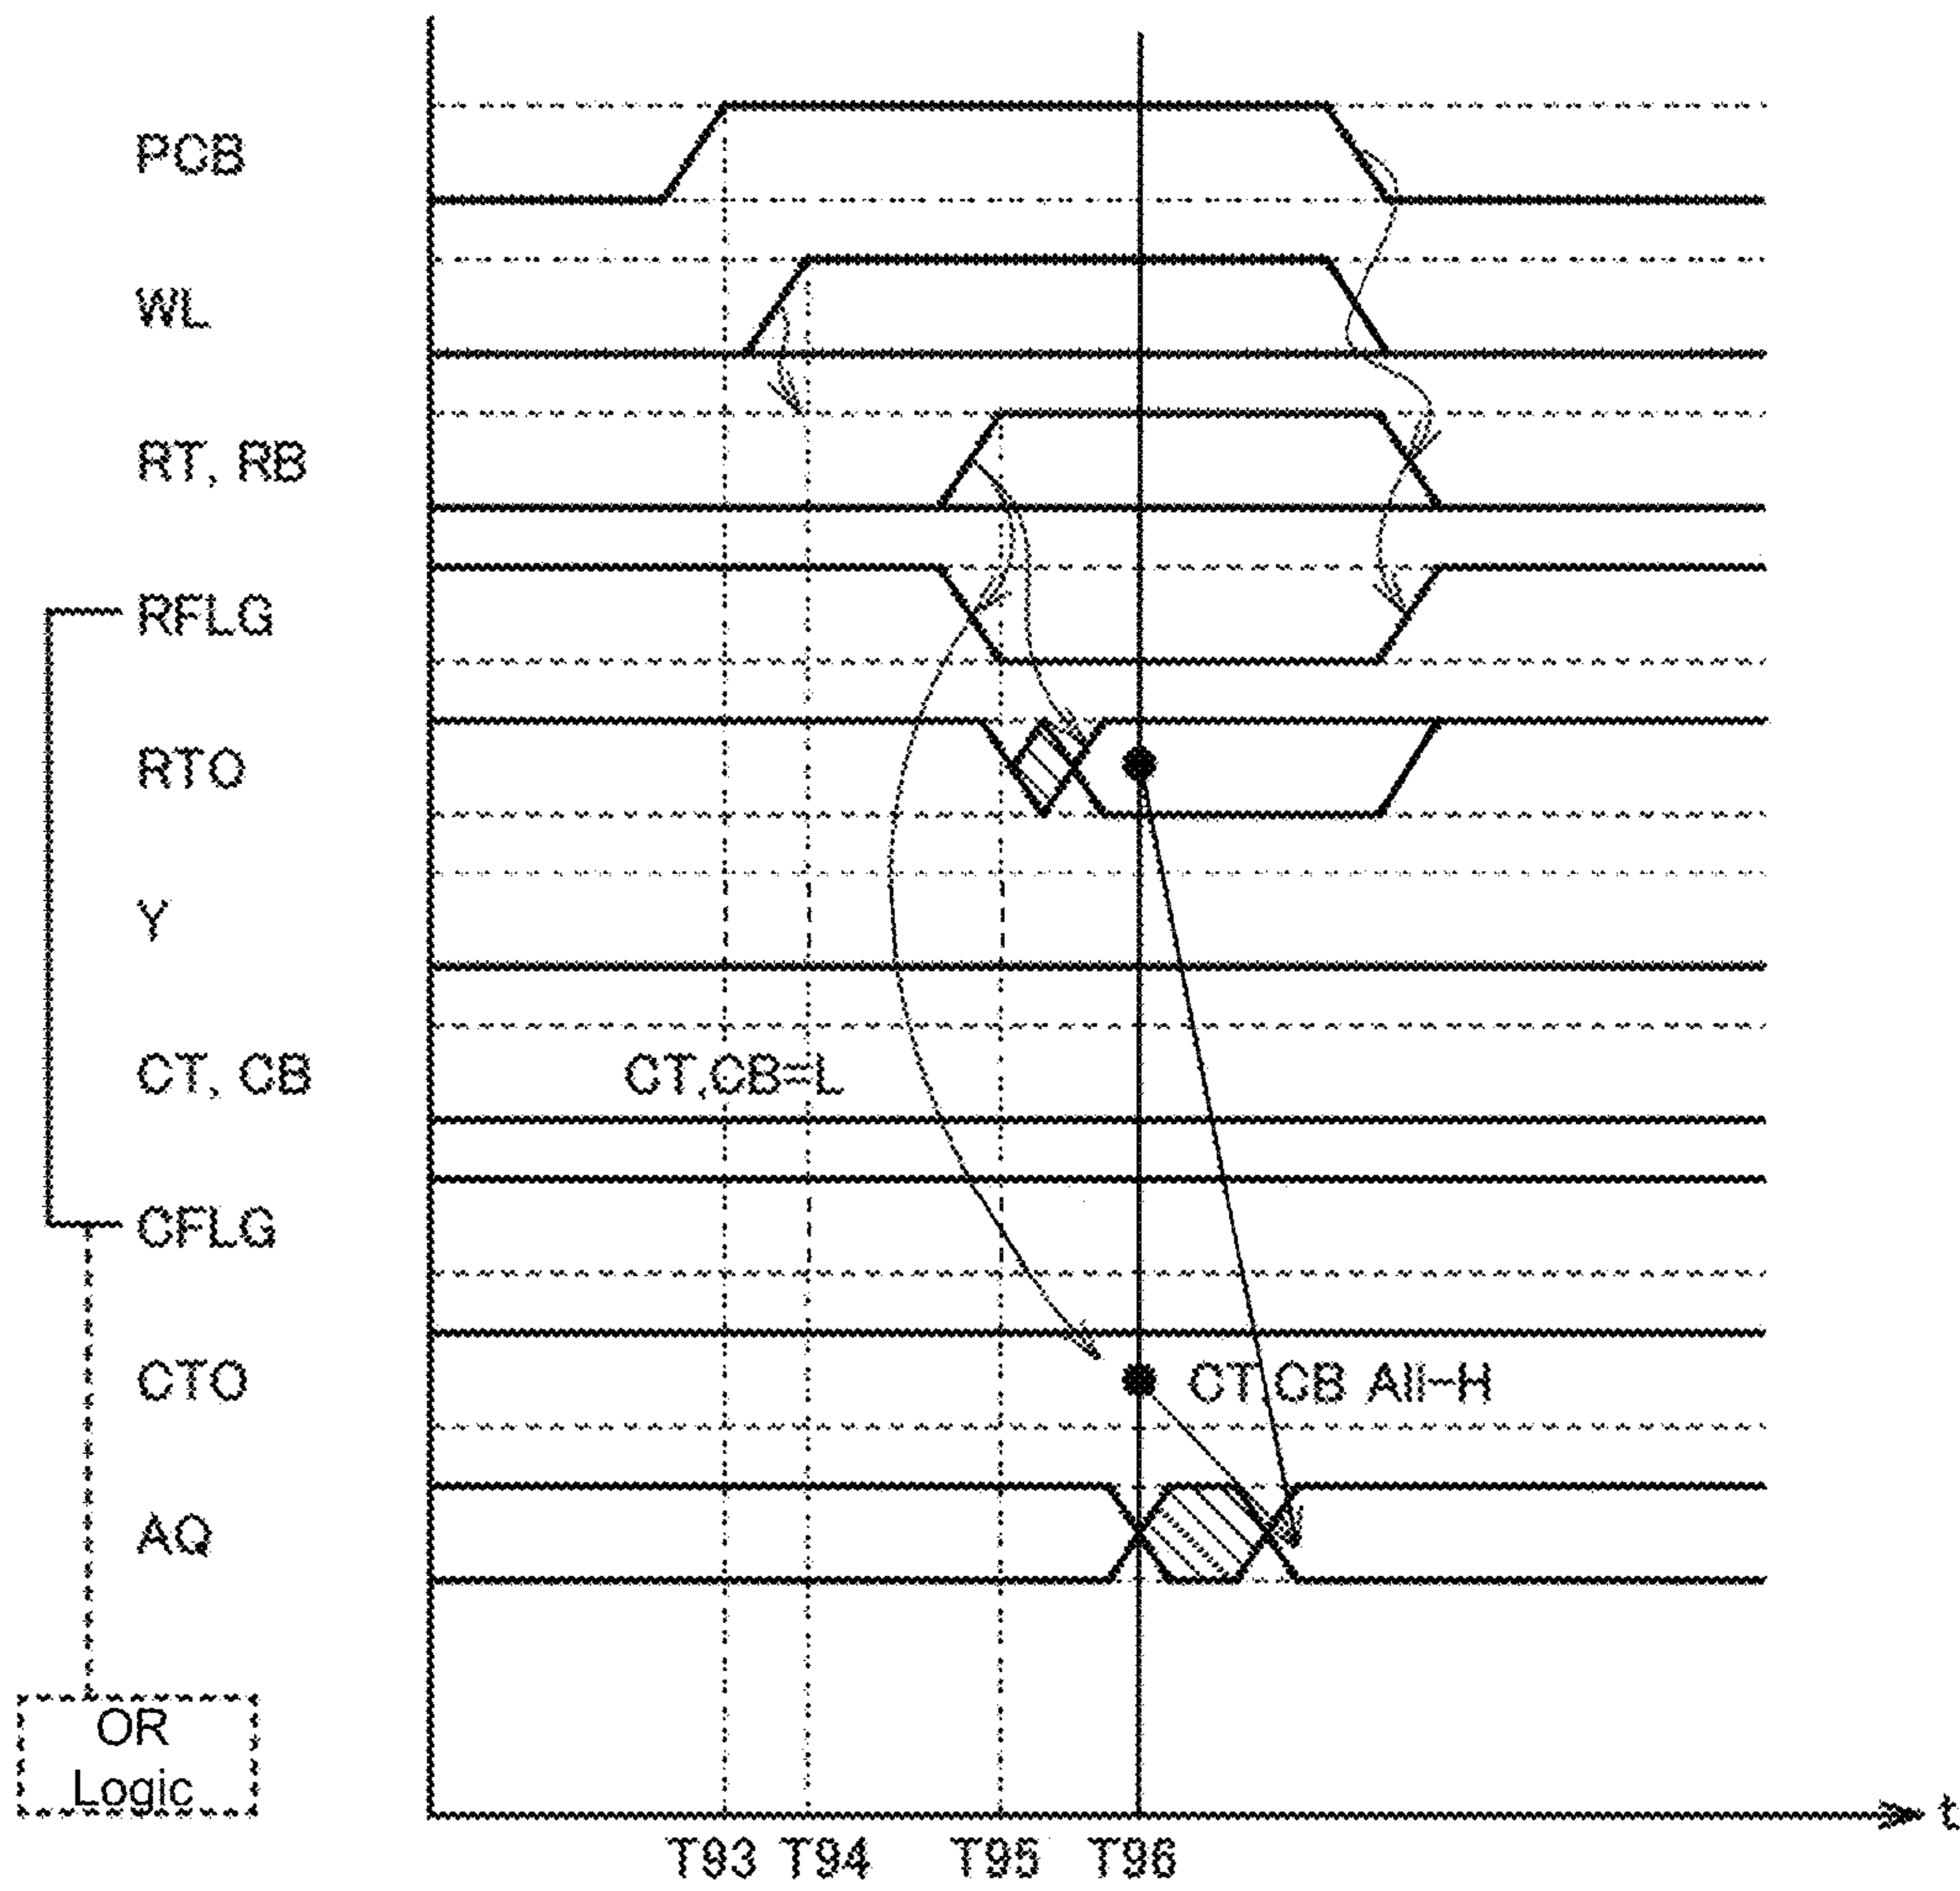 PCB
WL
RT, RB
RFLG
RTO
Y
CT, CB
CT,CB=L
CFLG
CTO
CT CB All-H
AQ
OR
Logic
t
T93 T94 T95 T96